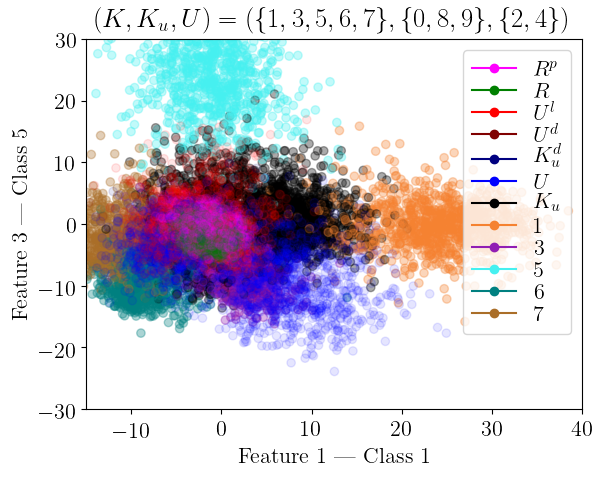 (K, K_u, U) = ({1, 3, 5, 6, 7}, {0, 8, 9}, {2, 4})
30
20
10
0
−10
−20
−30
Feature 3 — Class 5
−10
0
10
20
30
40
Feature 1 — Class 1
R^p
R
U^l
U^d
K_u^d
U
K_u
1
3
5
6
7